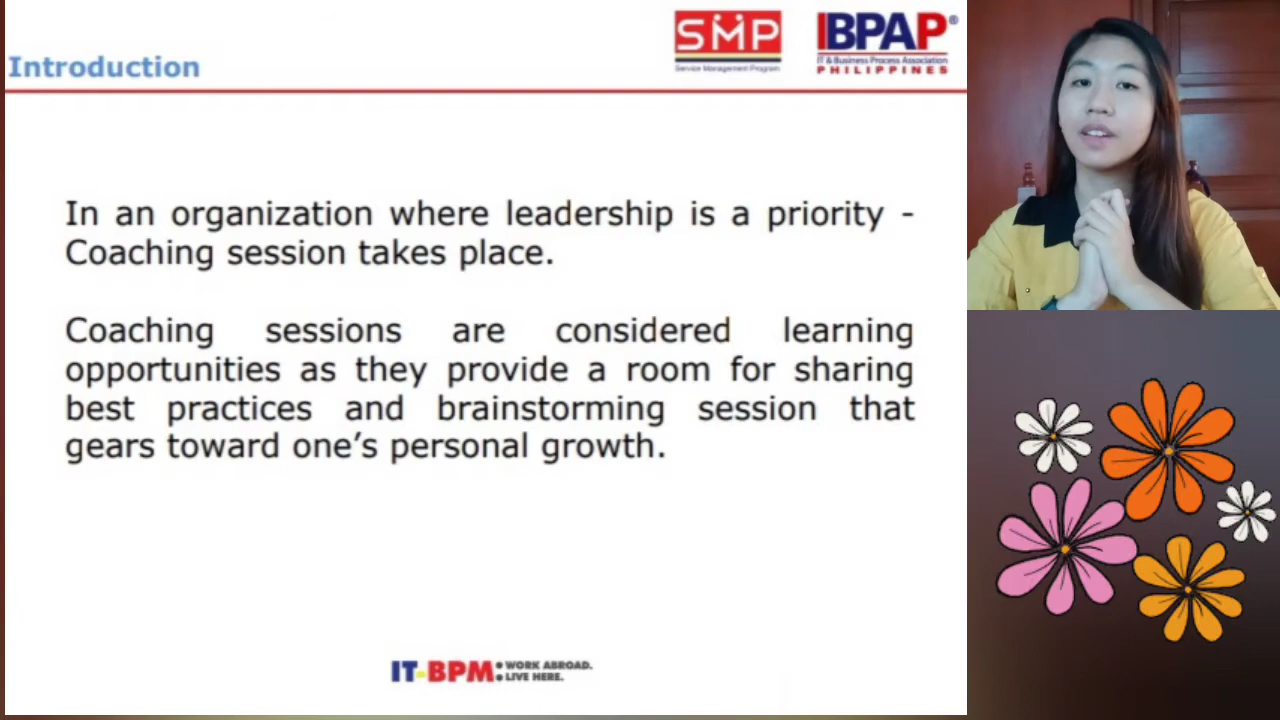 Introduction
SMP
Service Management Program
IBPAP®
IT & Business Process Association
PHILIPPINES
In an organization where leadership is a priority -
Coaching session takes place.
Coaching sessions are considered learning
opportunities as they provide a room for sharing
best practices and brainstorming session that
gears toward one’s personal growth.
IT-BPM: WORK ABROAD.
LIVE HERE.